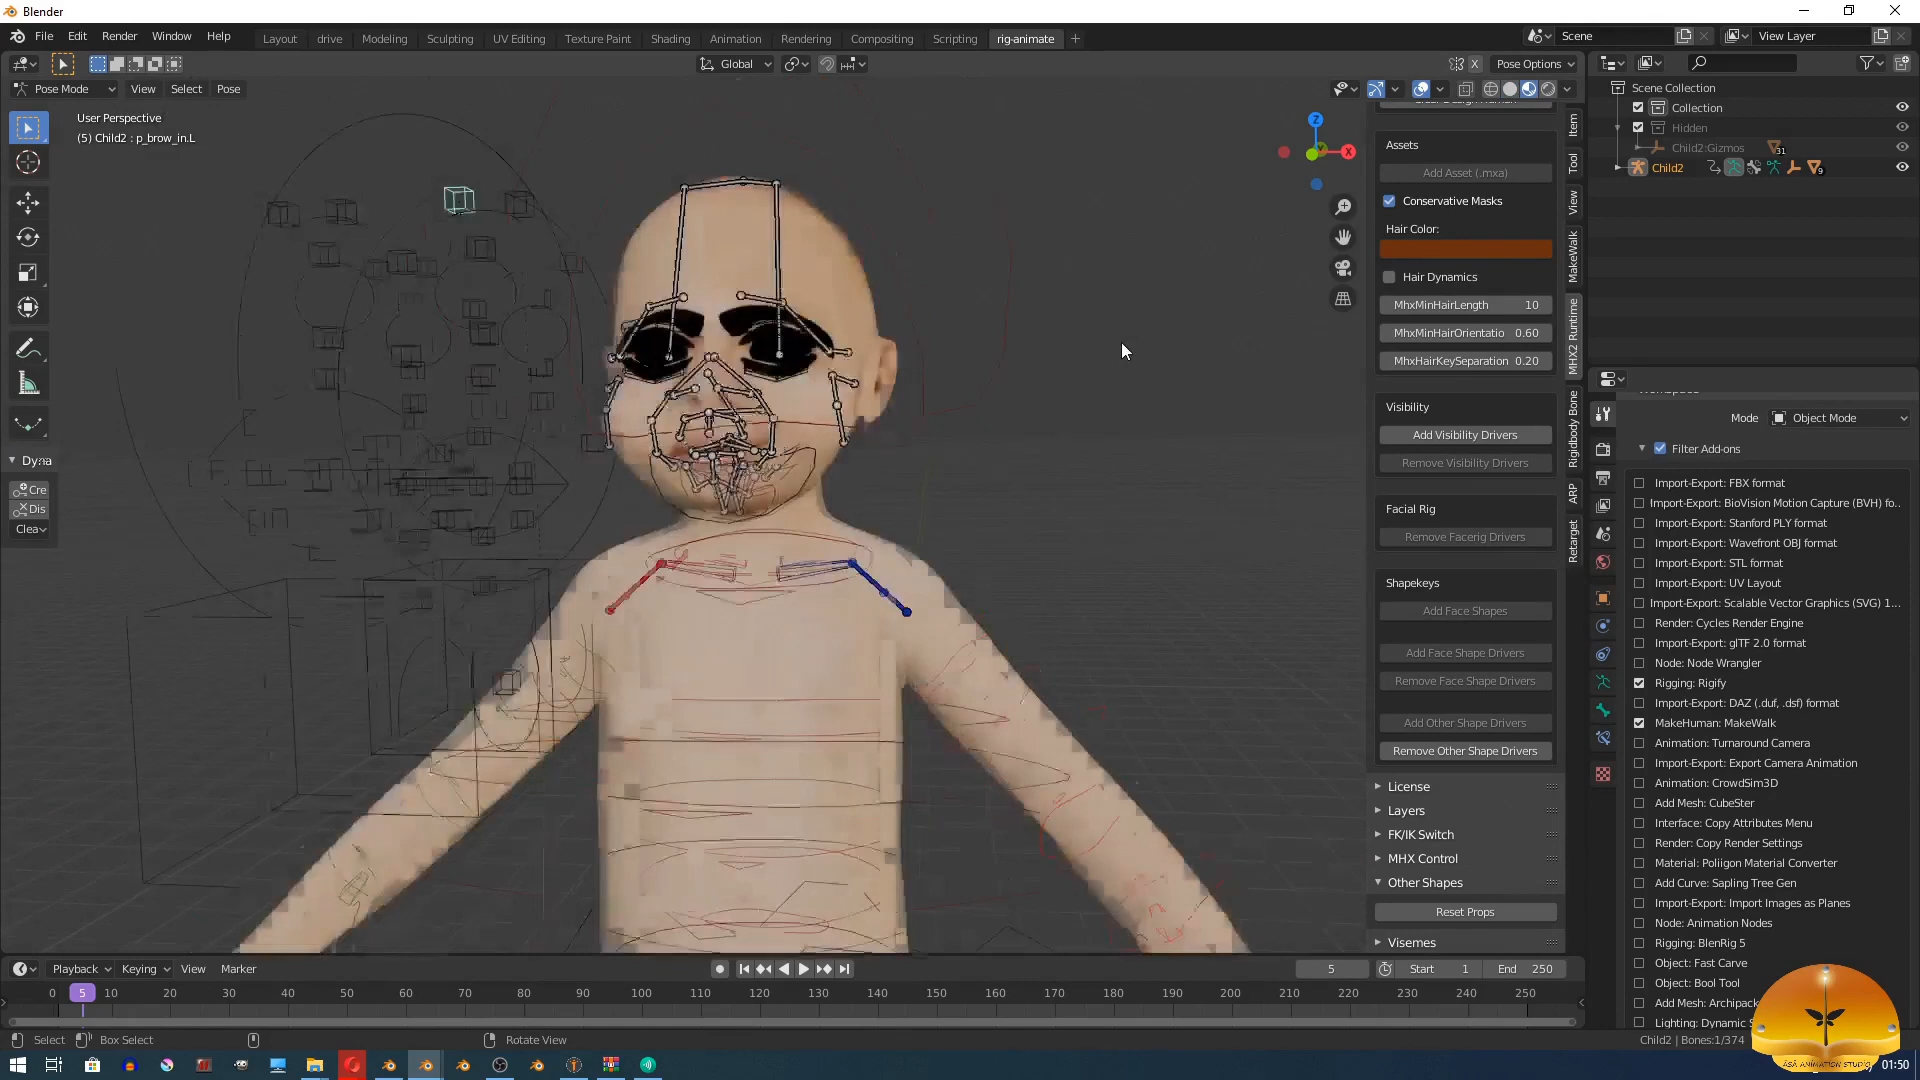 Blender
File Edit Render Window Help
Layout drive Modeling Sculpting UV Editing Texture Paint Shading Animation Rendering Compositing Scripting rig-animate +
Scene
View Layer
Global
X Pose Options
Pose Mode View Select Pose
User Perspective
(5) Child2 : p_brow_in.L
Z
X
Dyna
Cre
Dis
Clea
Assets
Add Asset (.mxa)
Conservative Masks
Hair Color:
Hair Dynamics
MhxMinHairLength 10
MhxMinHairOrientatio 0.60
MhxHairKeySeparation 0.20
Visibility
Add Visibility Drivers
Remove Visibility Drivers
Facial Rig
Remove Facerig Drivers
Shapekeys
Add Face Shapes
Add Face Shape Drivers
Remove Face Shape Drivers
Add Other Shape Drivers
Remove Other Shape Drivers
License
Layers
FK/IK Switch
MHX Control
Other Shapes
Reset Props
Visemes
Item
Tool
View
MakeWalk
MHX2 Runtime
Rigidbody Bone
ARP
Retarget
Scene Collection
Collection
Hidden
Child2:Gizmos 31
Child2 9
Mode Object Mode
Filter Add-ons
Import-Export: FBX format
Import-Export: BioVision Motion Capture (BVH) fo..
Import-Export: Stanford PLY format
Import-Export: Wavefront OBJ format
Import-Export: STL format
Import-Export: UV Layout
Import-Export: Scalable Vector Graphics (SVG) 1...
Render: Cycles Render Engine
Import-Export: glTF 2.0 format
Node: Node Wrangler
Rigging: Rigify
Import-Export: DAZ (.duf, .dsf) format
MakeHuman: MakeWalk
Animation: Turnaround Camera
Import-Export: Export Camera Animation
Animation: CrowdSim3D
Add Mesh: CubeSter
Interface: Copy Attributes Menu
Render: Copy Render Settings
Material: Poliigon Material Converter
Add Curve: Sapling Tree Gen
Import-Export: Import Images as Planes
Node: Animation Nodes
Rigging: BlenRig 5
Object: Fast Carve
Object: Bool Tool
Add Mesh: Archipack
Lighting: Dynamic S
Playback Keying View Marker
5 Start 1 End 250
0 5 10 20 30 40 50 60 70 80 90 100 110 120 130 140 150 160 170 180 190 200 210 220 230 240 250
Select Box Select Rotate View
Child2 | Bones:1/374
ASA ANIMATION STUDIO
01:50